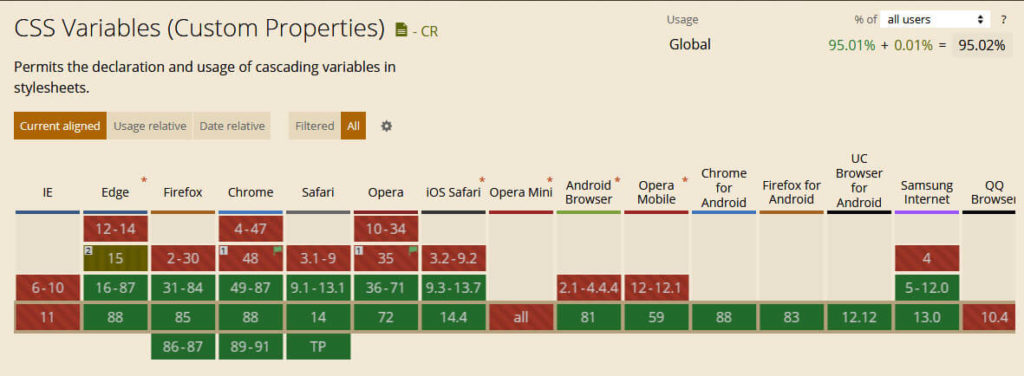 CSS Variables (Custom Properties) - CR
Usage % of all users ?
Global 95.01% + 0.01% = 95.02%
Permits the declaration and usage of cascading variables in
stylesheets.
Current aligned Usage relative Date relative Filtered All
IE Edge * Firefox Chrome Safari Opera iOS Safari * Opera Mini * Android Browser * Opera Mobile * Chrome for Android Firefox for Android UC Browser for Android Samsung Internet QQ Browser
12-14 4-47 10-34
2 15 2-30 1 48 3.1-9 1 35 3.2-9.2 4
6-10 16-87 31-84 49-87 9.1-13.1 36-71 9.3-13.7 2.1-4.4.4 12-12.1 5-12.0
11 88 85 88 14 72 14.4 all 81 59 88 83 12.12 13.0 10.4
86-87 89-91 TP